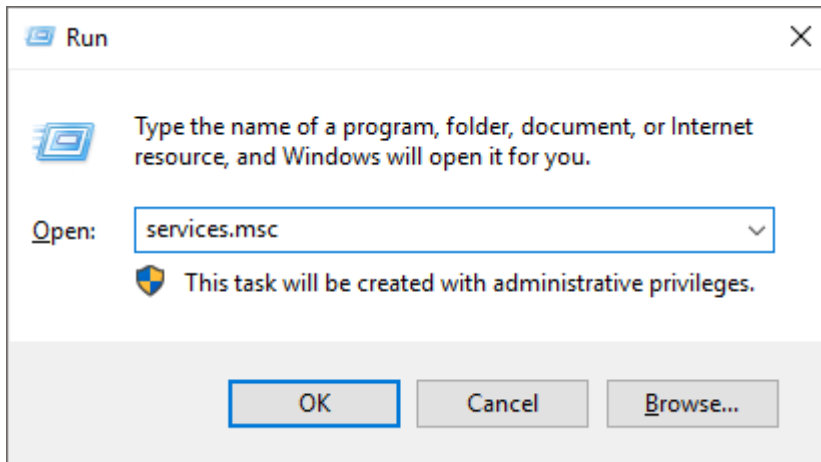 Run
Type the name of a program, folder, document, or Internet
resource, and Windows will open it for you.
Open: services.msc
This task will be created with administrative privileges.
OK Cancel Browse...